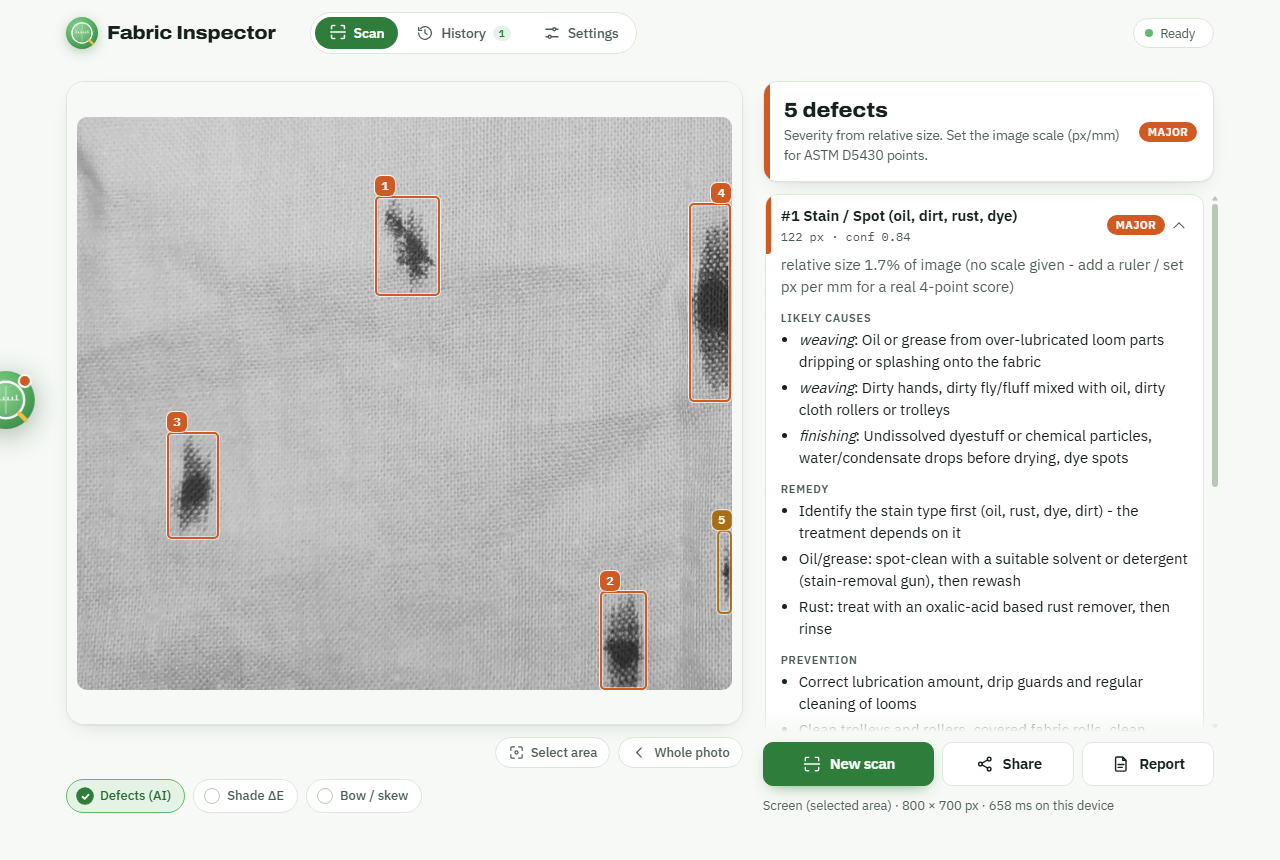 Fabric Inspector
Scan
History 1
Settings
Ready
1
4
3
5
2
Select area
Whole photo
Defects (AI)
Shade ΔE
Bow / skew
5 defects
Severity from relative size. Set the image scale (px/mm)
for ASTM D5430 points.
MAJOR
#1 Stain / Spot (oil, dirt, rust, dye)
122 px · conf 0.84
MAJOR
relative size 1.7% of image (no scale given - add a ruler / set
px per mm for a real 4-point score)
LIKELY CAUSES
• weaving: Oil or grease from over-lubricated loom parts
dripping or splashing onto the fabric
• weaving: Dirty hands, dirty fly/fluff mixed with oil, dirty
cloth rollers or trolleys
• finishing: Undissolved dyestuff or chemical particles,
water/condensate drops before drying, dye spots
REMEDY
• Identify the stain type first (oil, rust, dye, dirt) - the
treatment depends on it
• Oil/grease: spot-clean with a suitable solvent or detergent
(stain-removal gun), then rewash
• Rust: treat with an oxalic-acid based rust remover, then
rinse
PREVENTION
• Correct lubrication amount, drip guards and regular
cleaning of looms
• Clean trolleys and rollers, covered fabric rolls, clean
New scan
Share
Report
Screen (selected area) · 800 × 700 px · 658 ms on this device